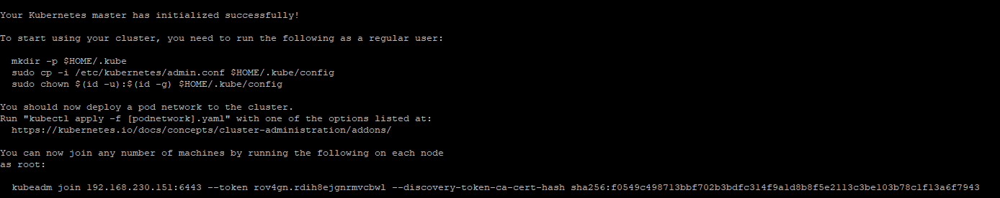 Your Kubernetes master has initialized successfully!
To start using your cluster, you need to run the following as a regular user:
mkdir -p $HOME/.kube
sudo cp -i /etc/kubernetes/admin.conf $HOME/.kube/config
sudo chown $(id -u):$(id -g) $HOME/.kube/config
You should now deploy a pod network to the cluster.
Run "kubectl apply -f [podnetwork].yaml" with one of the options listed at:
https://kubernetes.io/docs/concepts/cluster-administration/addons/
You can now join any number of machines by running the following on each node
as root:
kubeadm join 192.168.230.151:6443 --token rov4gn.rdih8ejgnrmvcbwl --discovery-token-ca-cert-hash sha256:f0549c498713bbf702b3bdfc314f9a1d8b8f5e2113c3be103b78c1f13a6f7943